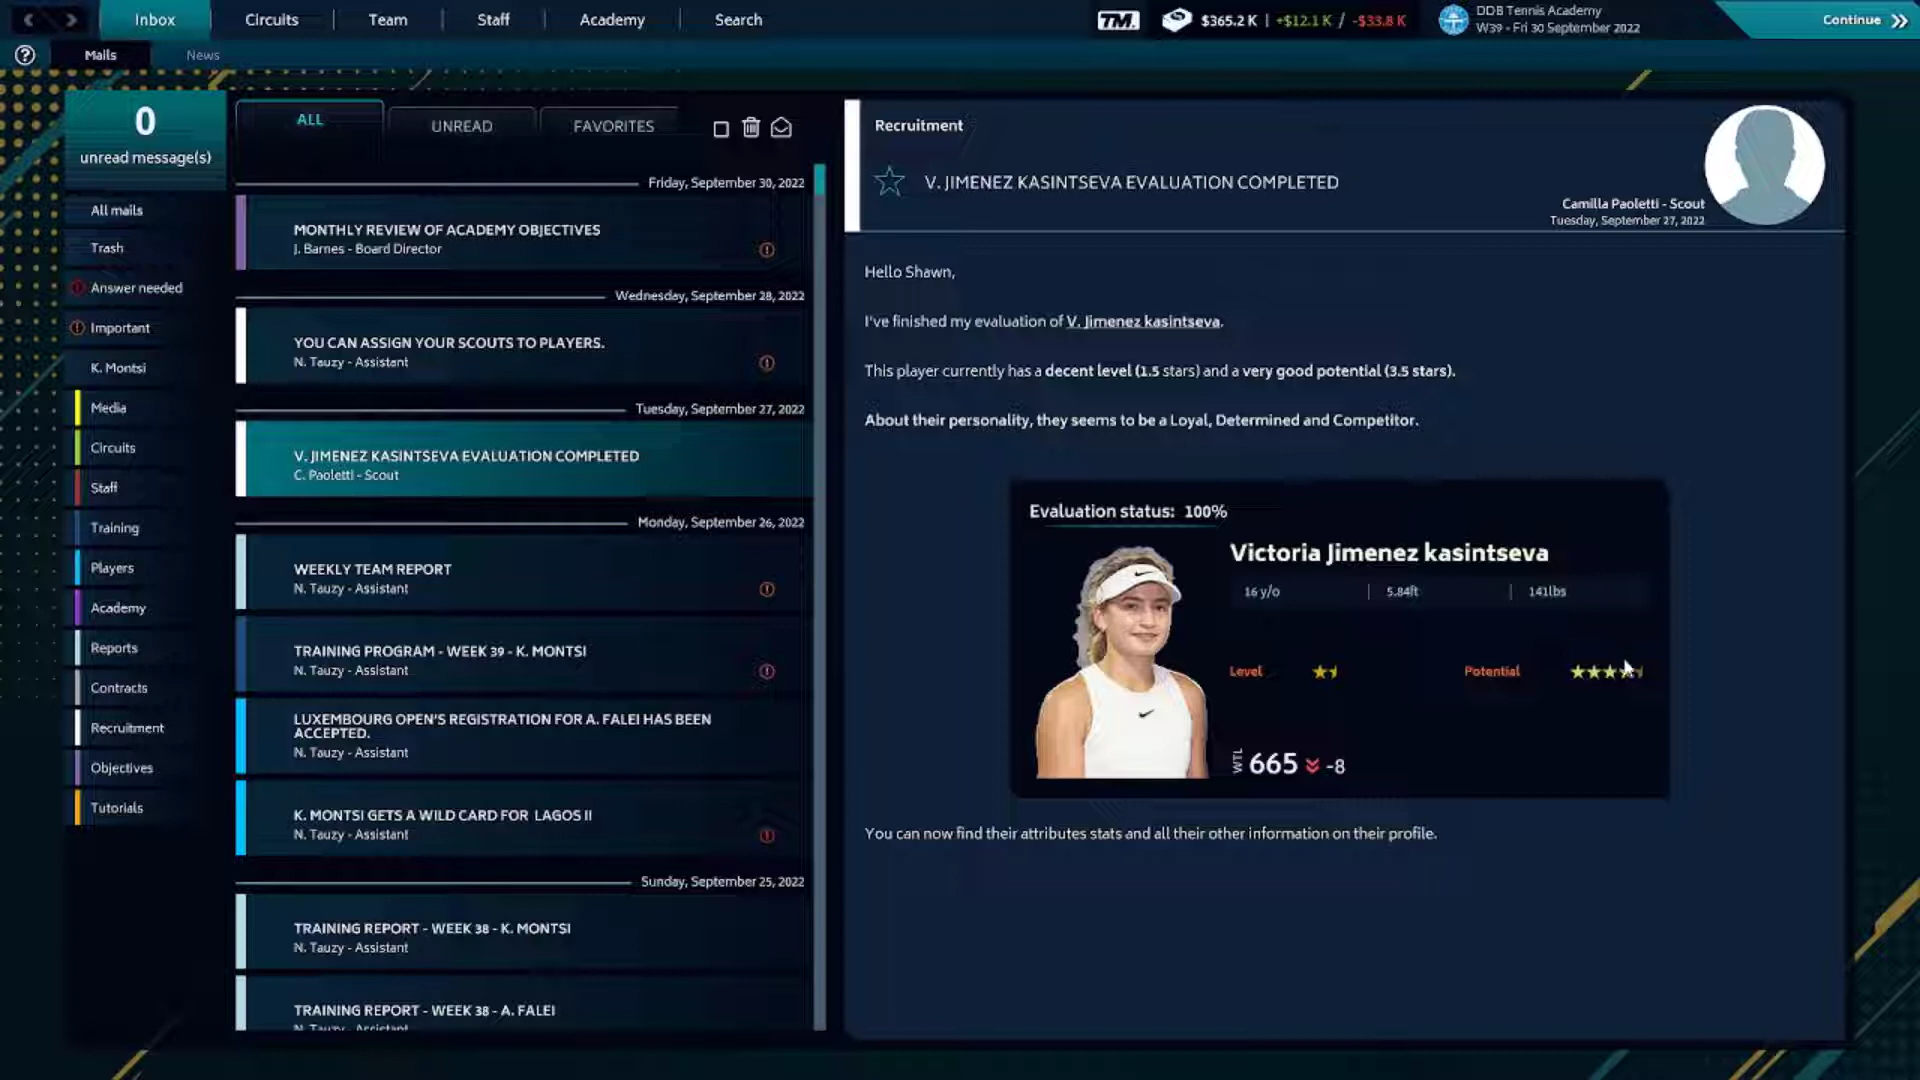 Inbox
Circuits
Team
Staff
Academy
Search
TM.
$365.2 K | +$12.1 K / -$33.8 K
DDB Tennis Academy
W39 - Fri 30 September 2022
Continue
Mails
News
0
unread message(s)
All mails
Trash
Answer needed
Important
K. Montsi
Media
Circuits
Staff
Training
Players
Academy
Reports
Contracts
Recruitment
Objectives
Tutorials
ALL
UNREAD
FAVORITES
Friday, September 30, 2022
MONTHLY REVIEW OF ACADEMY OBJECTIVES
J. Barnes - Board Director
Wednesday, September 28, 2022
YOU CAN ASSIGN YOUR SCOUTS TO PLAYERS.
N. Tauzy - Assistant
Tuesday, September 27, 2022
V. JIMENEZ KASINTSEVA EVALUATION COMPLETED
C. Paoletti - Scout
Monday, September 26, 2022
WEEKLY TEAM REPORT
N. Tauzy - Assistant
TRAINING PROGRAM - WEEK 39 - K. MONTSI
N. Tauzy - Assistant
LUXEMBOURG OPEN'S REGISTRATION FOR A. FALEI HAS BEEN
ACCEPTED.
N. Tauzy - Assistant
K. MONTSI GETS A WILD CARD FOR LAGOS II
N. Tauzy - Assistant
Sunday, September 25, 2022
TRAINING REPORT - WEEK 38 - K. MONTSI
N. Tauzy - Assistant
TRAINING REPORT - WEEK 38 - A. FALEI
N. Tauzy - Assistant
Recruitment
V. JIMENEZ KASINTSEVA EVALUATION COMPLETED
Camilla Paoletti - Scout
Tuesday, September 27, 2022
Hello Shawn,
I've finished my evaluation of V. Jimenez kasintseva.
This player currently has a decent level (1.5 stars) and a very good potential (3.5 stars).
About their personality, they seems to be a Loyal, Determined and Competitor.
Evaluation status: 100%
Victoria Jimenez kasintseva
16 y/o | 5.84ft | 141lbs
Level
Potential
WTL 665 -8
You can now find their attributes stats and all their other information on their profile.